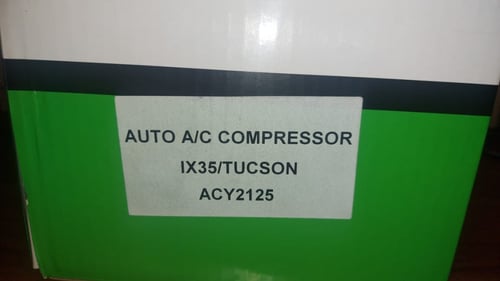 AUTO A/C COMPRESSOR
IX35/TUCSON
ACY2125